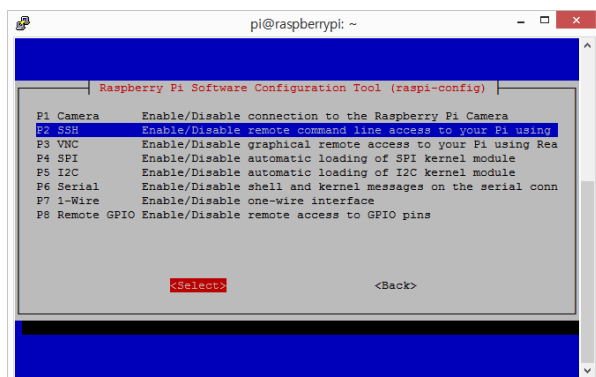 pi@raspberrypi: ~
Raspberry Pi Software Configuration Tool (raspi-config)
P1 Camera Enable/Disable connection to the Raspberry Pi Camera
P2 SSH Enable/Disable remote command line access to your Pi using
P3 VNC Enable/Disable graphical remote access to your Pi using Rea
P4 SPI Enable/Disable automatic loading of SPI kernel module
P5 I2C Enable/Disable automatic loading of I2C kernel module
P6 Serial Enable/Disable shell and kernel messages on the serial conn
P7 1-Wire Enable/Disable one-wire interface
P8 Remote GPIO Enable/Disable remote access to GPIO pins
<Select> <Back>